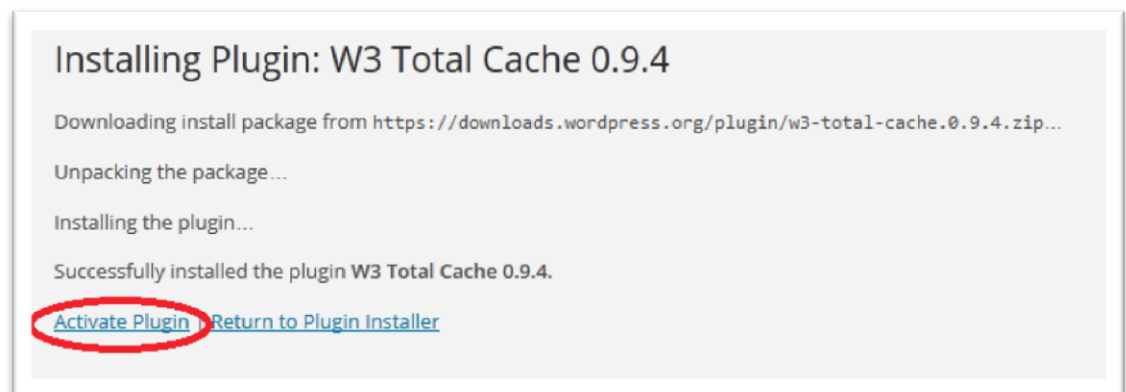 Installing Plugin: W3 Total Cache 0.9.4
Downloading install package from https://downloads.wordpress.org/plugin/w3-total-cache.0.9.4.zip…
Unpacking the package…
Installing the plugin…
Successfully installed the plugin W3 Total Cache 0.9.4.
Activate Plugin | Return to Plugin Installer